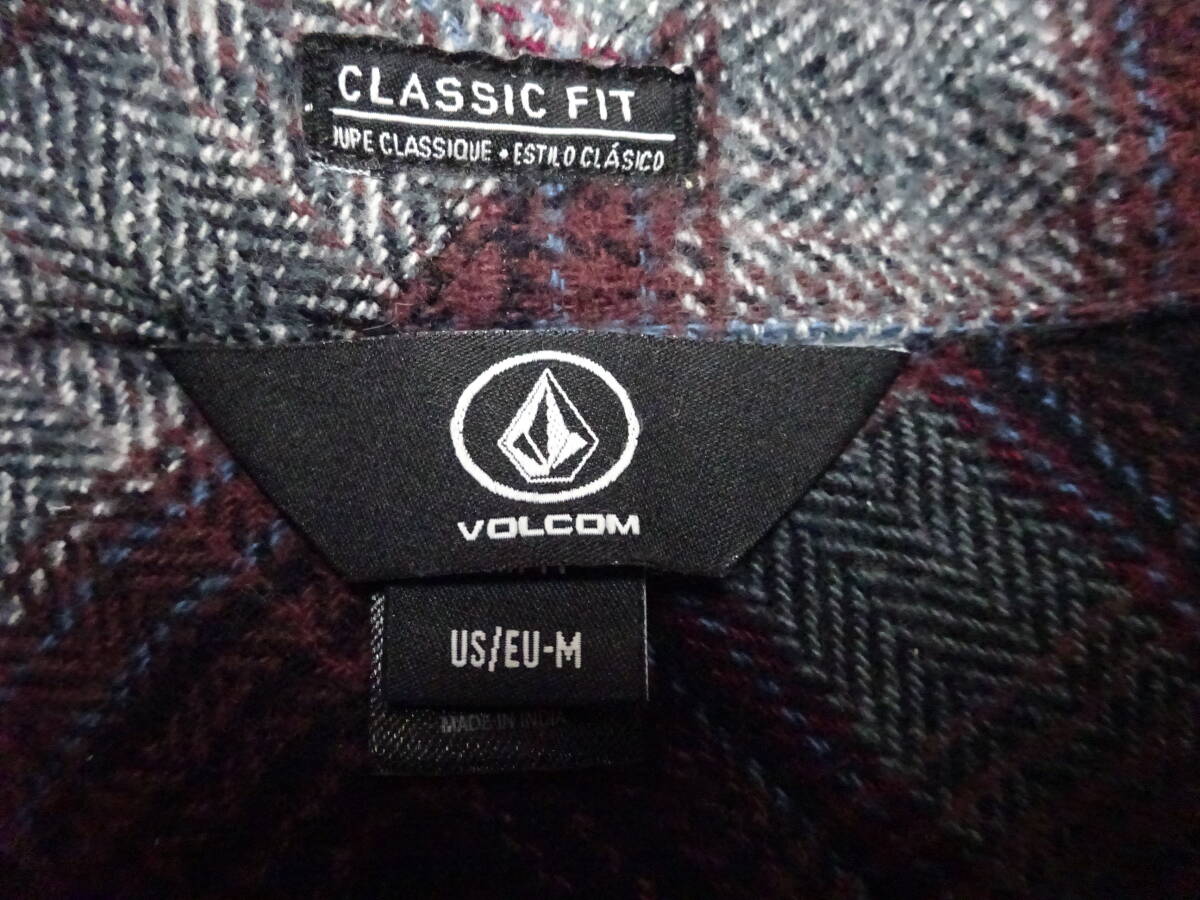 CLASSIC FIT
JUPE CLASSIQUE • ESTILO CLÁSICO
VOLCOM
US/EU-M
MADE IN INDIA